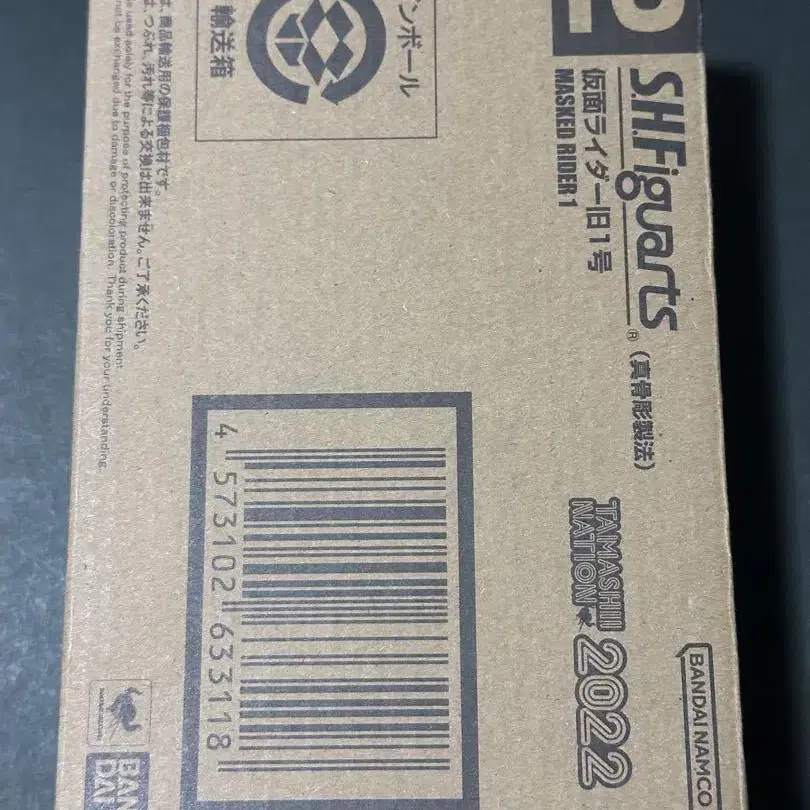 S.H.Figuarts®
(真骨彫製法)
仮面ライダー旧1号
MASKED RIDER 1
TAMASHII
NATION
2022
BANDAI NAMCO
ンボール
輸送箱
は、商品輸送用の保護梱包材です。
つぶれ、汚れ等による交換は出来ません。ご了承ください。
used solely for the purpose of protecting product during shipment.
not be exchanged due to damage or discoloration. Thank you for your understanding.
4 573102 633118
BAN
DAI